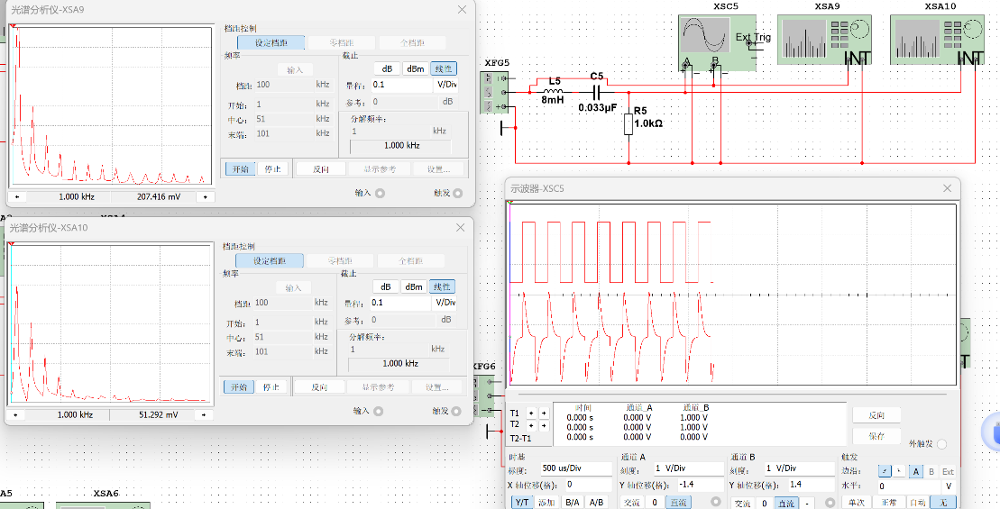 光谱分析仪-XSA9
档距控制
设定档距 零档距 全档距
频率 截止
输入 dB dBm 线性
档距 100 kHz 量程: 0.1 V/Div
开始: 1 kHz 参考: 0 dB
中心: 51 kHz 分解频率:
末端: 101 kHz 1 kHz
1.000 kHz
开始 停止 反向 显示参考 设置...
1.000 kHz 207.416 mV
输入 触发
光谱分析仪-XSA10
档距控制
设定档距 零档距 全档距
频率 截止
输入 dB dBm 线性
档距 100 kHz 量程: 0.1 V/Div
开始: 1 kHz 参考: 0 dB
中心: 51 kHz 分解频率:
末端: 101 kHz 1 kHz
1.000 kHz
开始 停止 反向 显示参考 设置...
1.000 kHz 51.292 mV
输入 触发
A5 XSA6
XSC5 XSA9 XSA10
Ext Trig
A B
INT INT
XFG5
L5
8mH
C5
0.033µF
R5
1.0kΩ
XFG6
示波器-XSC5
时间 通道_A 通道_B
T1 0.000 s 0.000 V 1.000 V
T2 0.000 s 0.000 V 1.000 V
T2-T1 0.000 s 0.000 V 0.000 V
反向
保存
外触发
时基 通道 A 通道 B 触发
标度: 500 us/Div 刻度: 1 V/Div 刻度: 1 V/Div 边沿: A B Ext
X 轴位移(格): 0 Y 轴位移(格): -1.4 Y 轴位移(格): 1.4 水平: 0 V
Y/T 添加 B/A A/B 交流 0 直流 交流 0 直流 - 单次 正常 自动 无